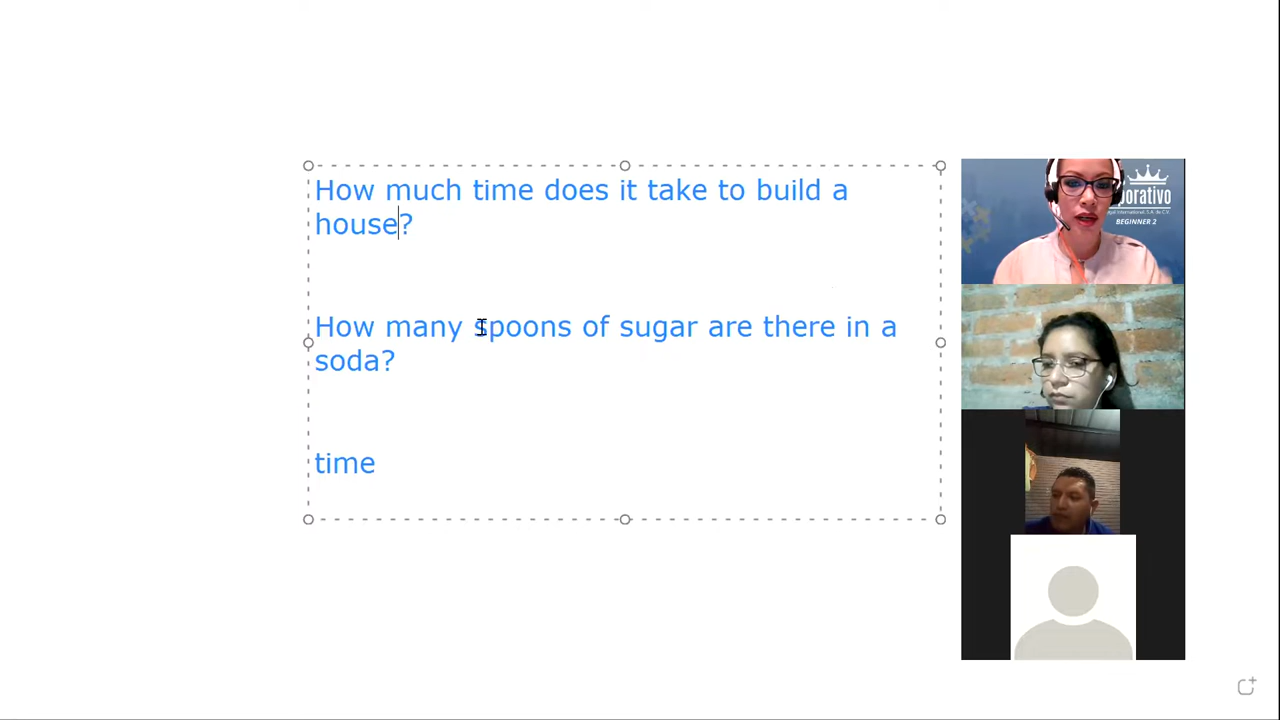 How much time does it take to build a
house?
How many spoons of sugar are there in a
soda?
time
porativo
BEGINNER 2